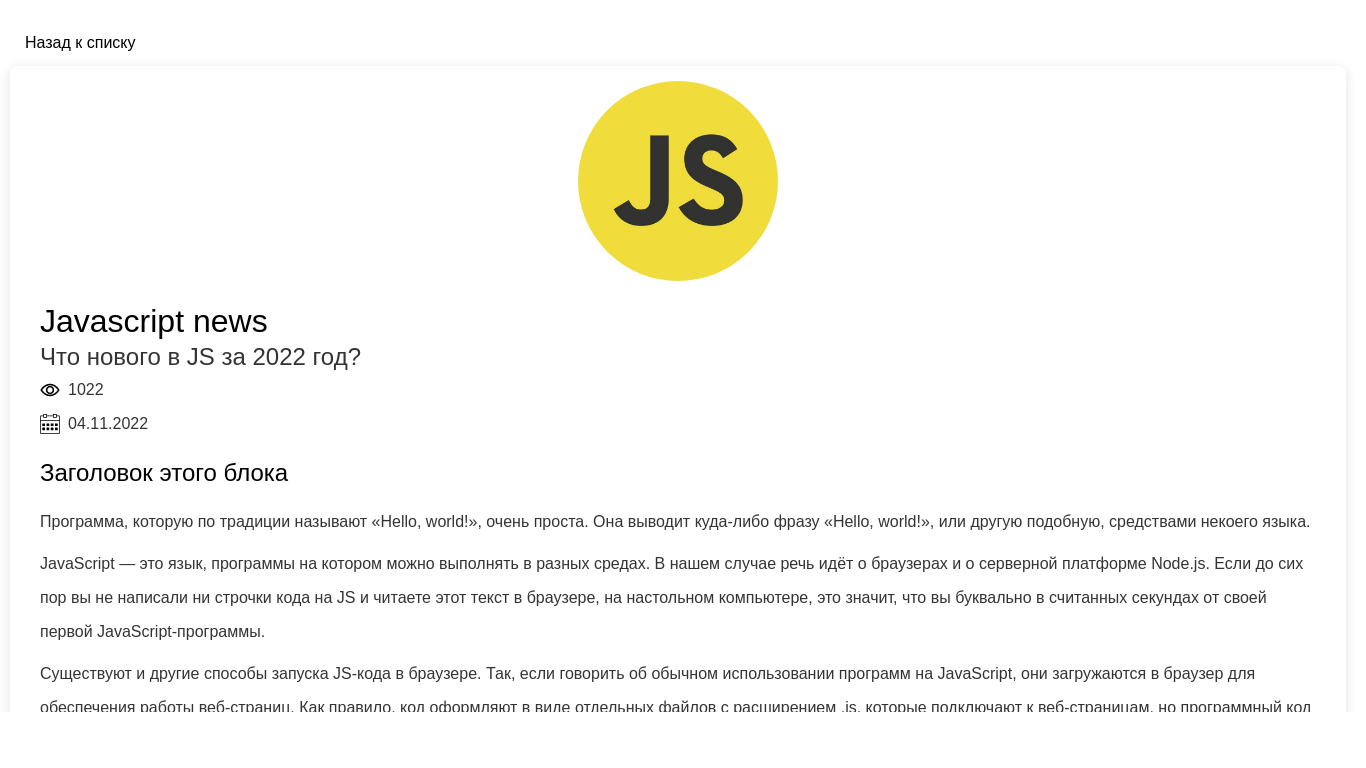 Назад к списку
JS
Javascript news
Что нового в JS за 2022 год?
1022
04.11.2022
Заголовок этого блока
Программа, которую по традиции называют «Hello, world!», очень проста. Она выводит куда-либо фразу «Hello, world!», или другую подобную, средствами некоего языка.
JavaScript — это язык, программы на котором можно выполнять в разных средах. В нашем случае речь идёт о браузерах и о серверной платформе Node.js. Если до сих
пор вы не написали ни строчки кода на JS и читаете этот текст в браузере, на настольном компьютере, это значит, что вы буквально в считанных секундах от своей
первой JavaScript-программы.
Существуют и другие способы запуска JS-кода в браузере. Так, если говорить об обычном использовании программ на JavaScript, они загружаются в браузер для
обеспечения работы веб-страниц. Как правило, код оформляют в виде отдельных файлов с расширением .js, которые подключают к веб-страницам, но программный код